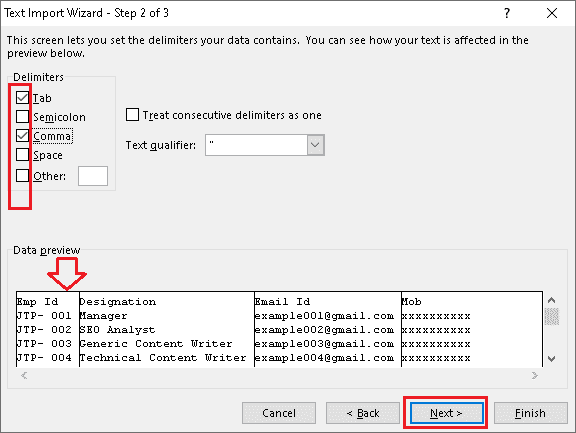 Text Import Wizard - Step 2 of 3 ? ×
This screen lets you set the delimiters your data contains. You can see how your text is affected in the
preview below.
Delimiters
Tab
Semicolon
Comma
Space
Other:
Treat consecutive delimiters as one
Text qualifier: "
Data preview
Emp Id Designation Email Id Mob
JTP- 001 Manager example001@gmail.com xxxxxxxxxx
JTP- 002 SEO Analyst example002@gmail.com xxxxxxxxxx
JTP- 003 Generic Content Writer example003@gmail.com xxxxxxxxxx
JTP- 004 Technical Content Writer example004@gmail.com xxxxxxxxxx
Cancel < Back Next > Finish